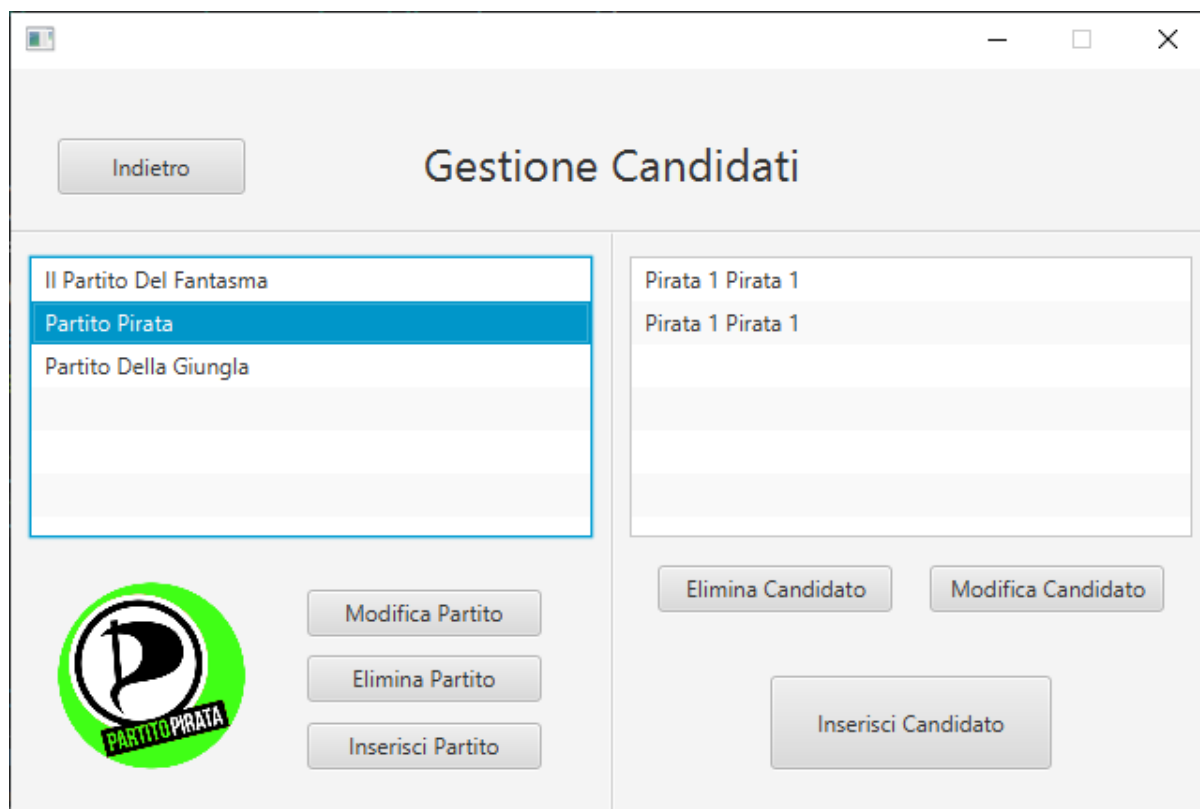 Indietro
Gestione Candidati
Il Partito Del Fantasma
Partito Pirata
Partito Della Giungla
Pirata 1 Pirata 1
Pirata 1 Pirata 1
PARTITOPIRATA
Modifica Partito
Elimina Partito
Inserisci Partito
Elimina Candidato
Modifica Candidato
Inserisci Candidato